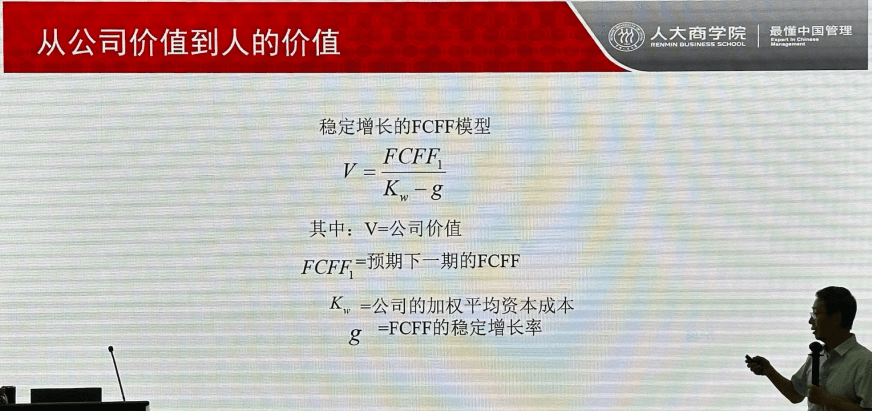 从公司价值到人的价值
人大商学院
RENMIN BUSINESS SCHOOL
最懂中国管理
Expert in Chinese
Management
稳定增长的FCFF模型
V = FCFF₁ / (K_w − g)
其中：V=公司价值
FCFF₁=预期下一期的FCFF
K_w =公司的加权平均资本成本
g =FCFF的稳定增长率